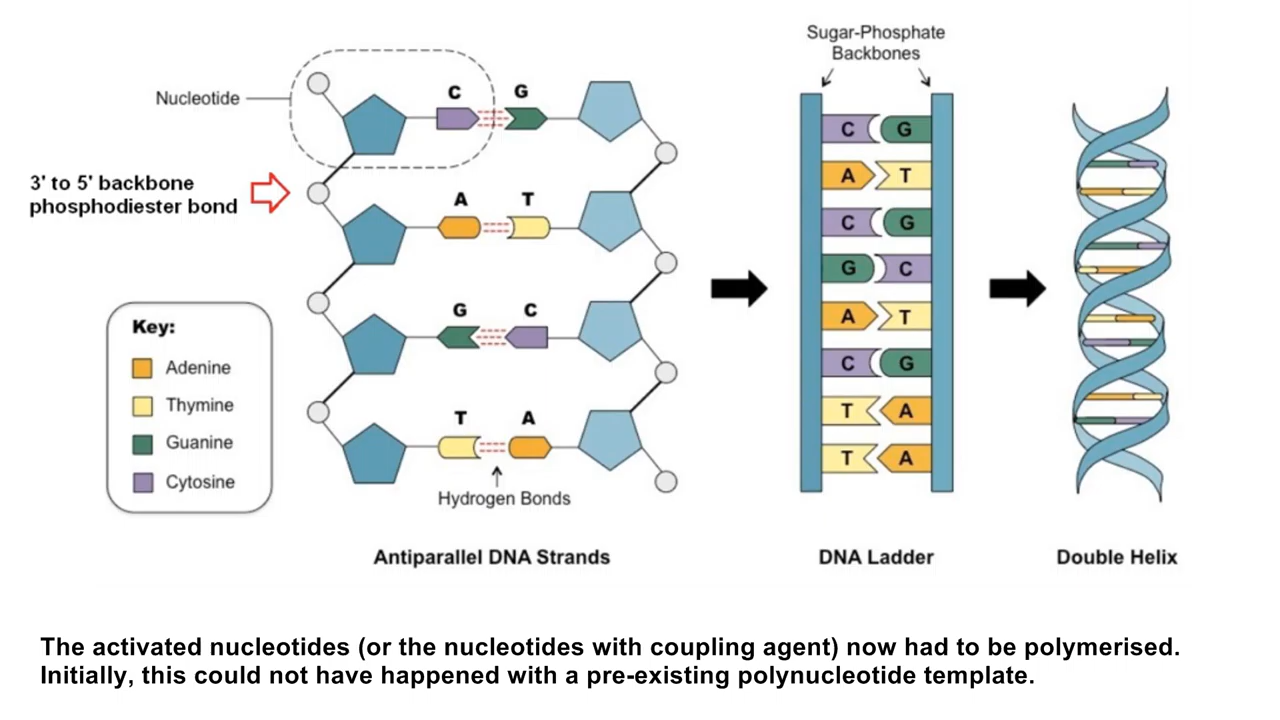 Sugar-Phosphate
Backbones
Nucleotide
C G
3' to 5' backbone
phosphodiester bond
A T
G C
T A
Hydrogen Bonds
Key:
Adenine
Thymine
Guanine
Cytosine
C G
A T
C G
G C
A T
C G
T A
T A
Antiparallel DNA Strands
DNA Ladder
Double Helix
The activated nucleotides (or the nucleotides with coupling agent) now had to be polymerised.
Initially, this could not have happened with a pre-existing polynucleotide template.